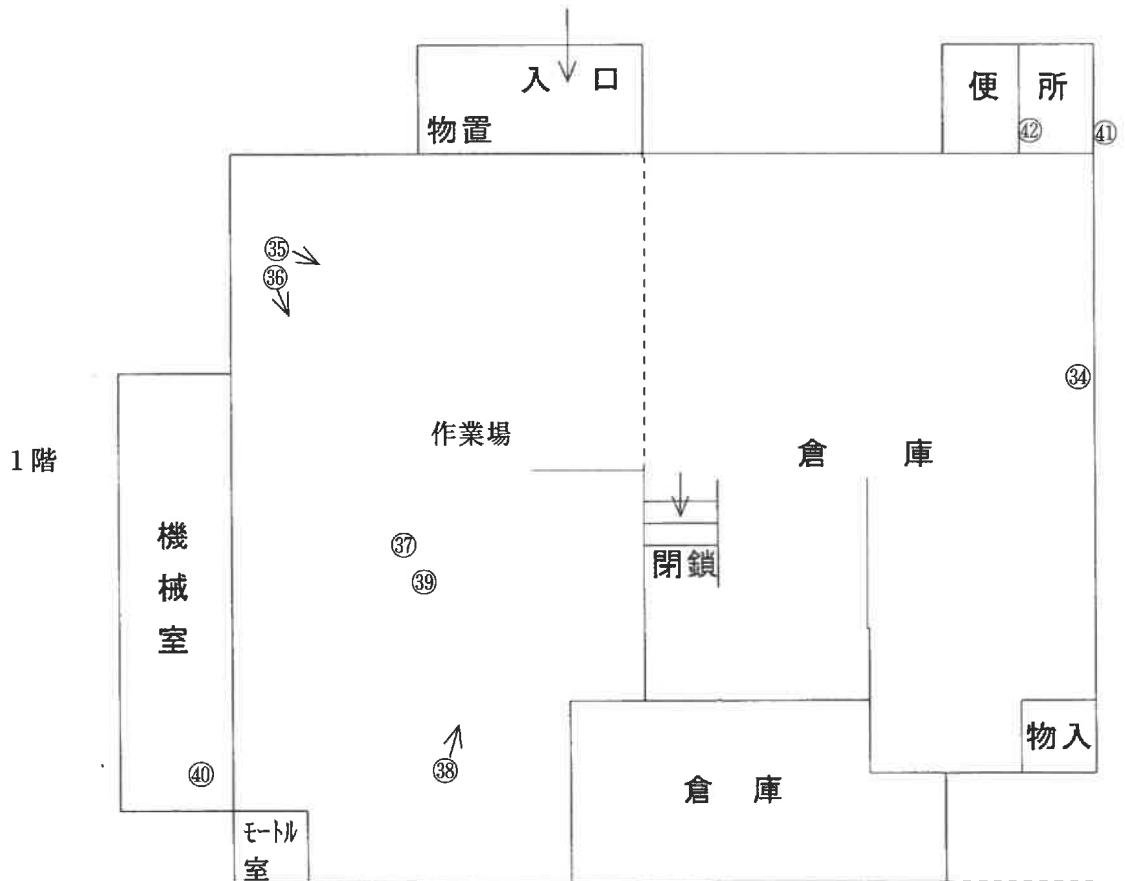 入口
物置
便所
㊷
㊶
㉟
㊱
㉞
1階
作業場
倉庫
機械室
㊲
㊴
閉鎖
㊳
㊵
倉庫
物入
モートル室